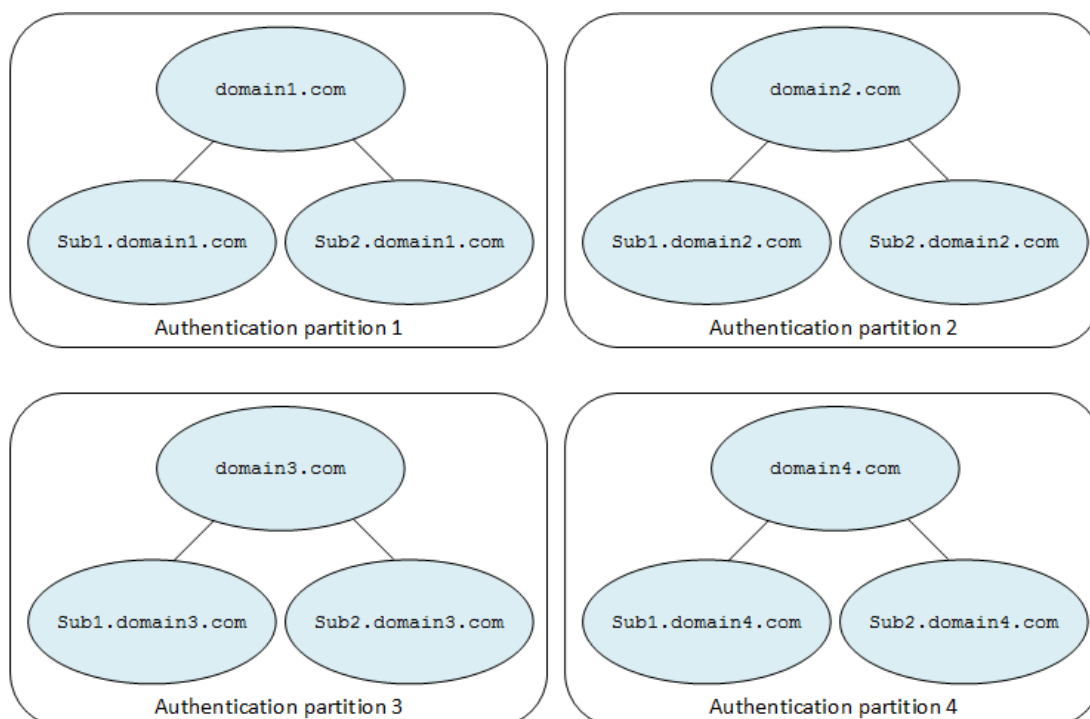 domain1.com
Sub1.domain1.com
Sub2.domain1.com
Authentication partition 1
domain2.com
Sub1.domain2.com
Sub2.domain2.com
Authentication partition 2
domain3.com
Sub1.domain3.com
Sub2.domain3.com
Authentication partition 3
domain4.com
Sub1.domain4.com
Sub2.domain4.com
Authentication partition 4